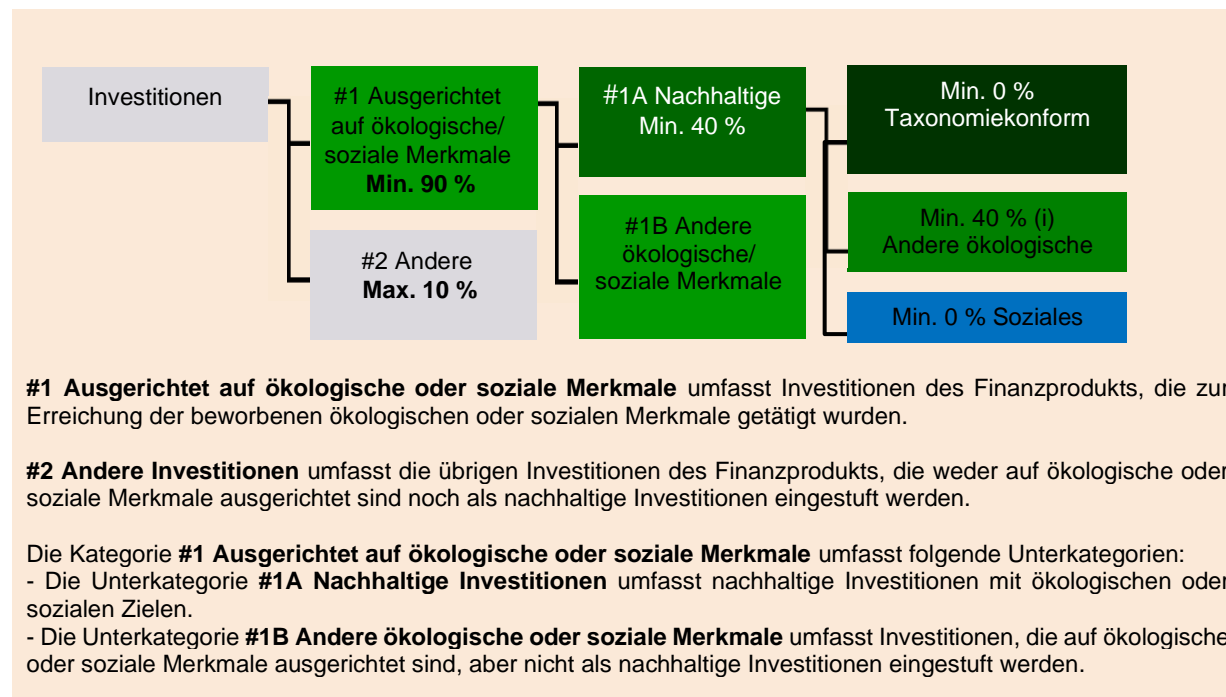 Investitionen
#1 Ausgerichtet
auf ökologische/
soziale Merkmale
Min. 90 %
#2 Andere
Max. 10 %
#1A Nachhaltige
Min. 40 %
#1B Andere
ökologische/
soziale Merkmale
Min. 0 %
Taxonomiekonform
Min. 40 % (i)
Andere ökologische
Min. 0 % Soziales
#1 Ausgerichtet auf ökologische oder soziale Merkmale umfasst Investitionen des Finanzprodukts, die zur
Erreichung der beworbenen ökologischen oder sozialen Merkmale getätigt wurden.
#2 Andere Investitionen umfasst die übrigen Investitionen des Finanzprodukts, die weder auf ökologische oder
soziale Merkmale ausgerichtet sind noch als nachhaltige Investitionen eingestuft werden.
Die Kategorie #1 Ausgerichtet auf ökologische oder soziale Merkmale umfasst folgende Unterkategorien:
- Die Unterkategorie #1A Nachhaltige Investitionen umfasst nachhaltige Investitionen mit ökologischen oder
sozialen Zielen.
- Die Unterkategorie #1B Andere ökologische oder soziale Merkmale umfasst Investitionen, die auf ökologische
oder soziale Merkmale ausgerichtet sind, aber nicht als nachhaltige Investitionen eingestuft werden.